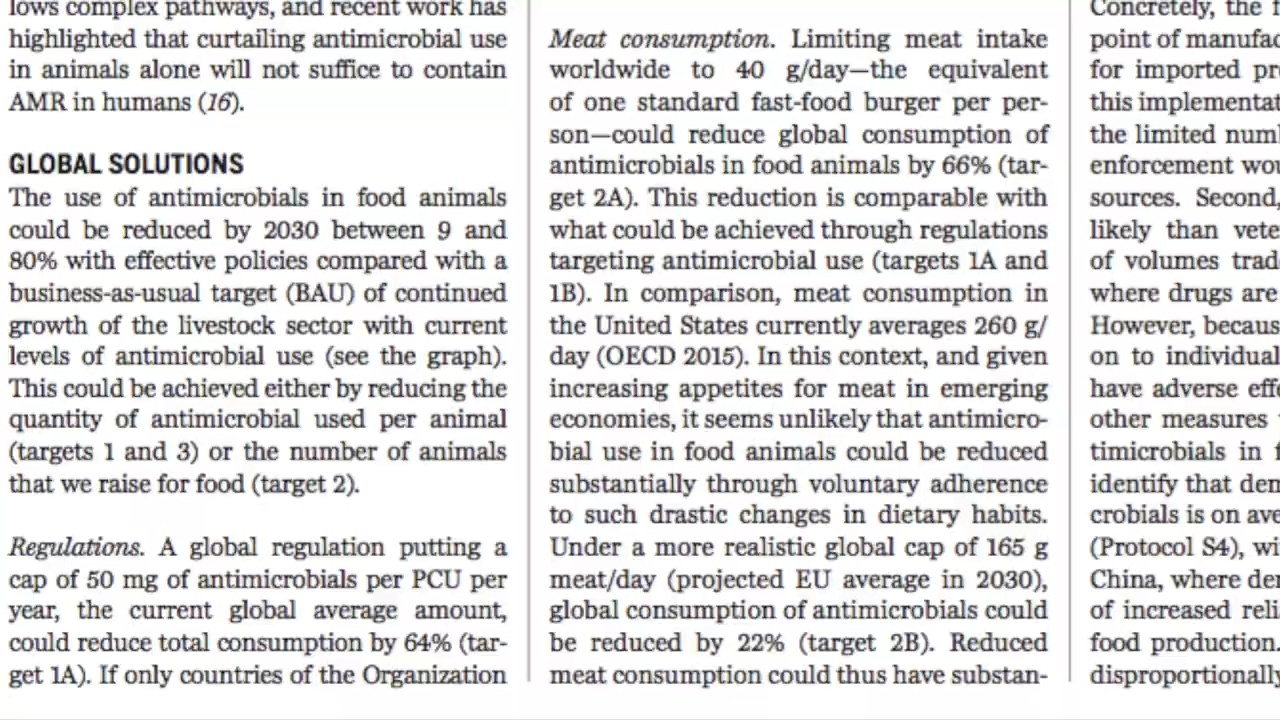 lows complex pathways, and recent work has
highlighted that curtailing antimicrobial use
in animals alone will not suffice to contain
AMR in humans (16).
GLOBAL SOLUTIONS
The use of antimicrobials in food animals
could be reduced by 2030 between 9 and
80% with effective policies compared with a
business-as-usual target (BAU) of continued
growth of the livestock sector with current
levels of antimicrobial use (see the graph).
This could be achieved either by reducing the
quantity of antimicrobial used per animal
(targets 1 and 3) or the number of animals
that we raise for food (target 2).
Regulations. A global regulation putting a
cap of 50 mg of antimicrobials per PCU per
year, the current global average amount,
could reduce total consumption by 64% (tar-
get 1A). If only countries of the Organization
Meat consumption. Limiting meat intake
worldwide to 40 g/day—the equivalent
of one standard fast-food burger per per-
son—could reduce global consumption of
antimicrobials in food animals by 66% (tar-
get 2A). This reduction is comparable with
what could be achieved through regulations
targeting antimicrobial use (targets 1A and
1B). In comparison, meat consumption in
the United States currently averages 260 g/
day (OECD 2015). In this context, and given
increasing appetites for meat in emerging
economies, it seems unlikely that antimicro-
bial use in food animals could be reduced
substantially through voluntary adherence
to such drastic changes in dietary habits.
Under a more realistic global cap of 165 g
meat/day (projected EU average in 2030),
global consumption of antimicrobials could
be reduced by 22% (target 2B). Reduced
meat consumption could thus have substan-
Concretely, the
point of
for imported
this
the limited
enforcement
sources. Second,
likely than
of volumes
where drugs are
However,
on to
have adverse
other measures
timicrobials in
identify that
crobials is on
(Protocol S4),
China, where
of increased
food production.
disproportionally